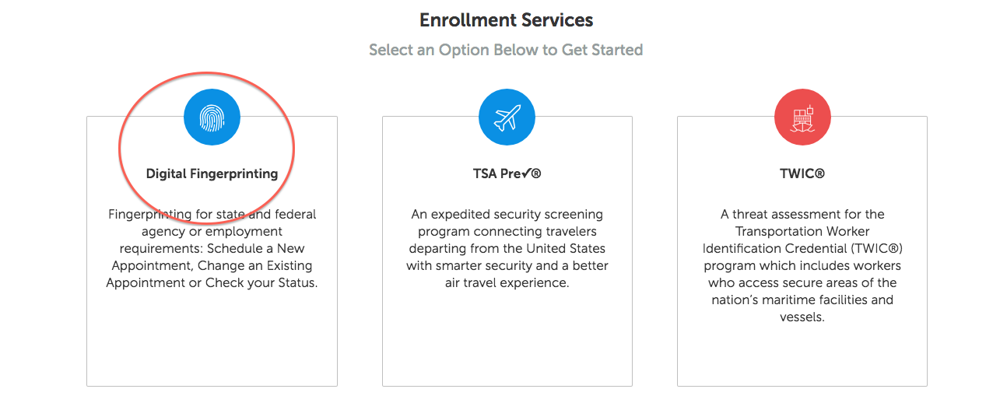 Enrollment Services
Select an Option Below to Get Started
Digital Fingerprinting
Fingerprinting for state and federal
agency or employment
requirements: Schedule a New
Appointment, Change an Existing
Appointment or Check your Status.
TSA Pre✓®
An expedited security screening
program connecting travelers
departing from the United States
with smarter security and a better
air travel experience.
TWIC®
A threat assessment for the
Transportation Worker
Identification Credential (TWIC®)
program which includes workers
who access secure areas of the
nation's maritime facilities and
vessels.